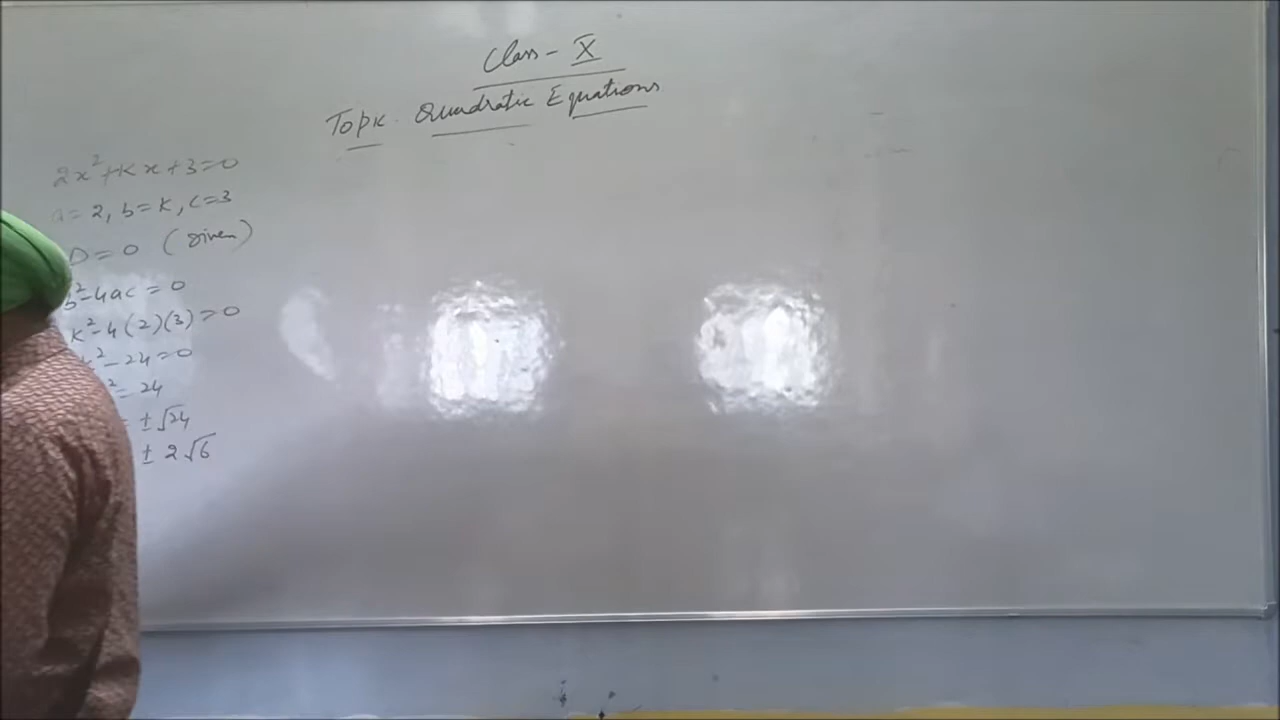 Class - X
Topic. Quadratic Equations
2x²+kx+3=0
a=2, b=k, c=3
D=0 (given)
b²-4ac=0
k²-4(2)(3)=0
k²-24=0
²=24
= ±√24
± 2√6